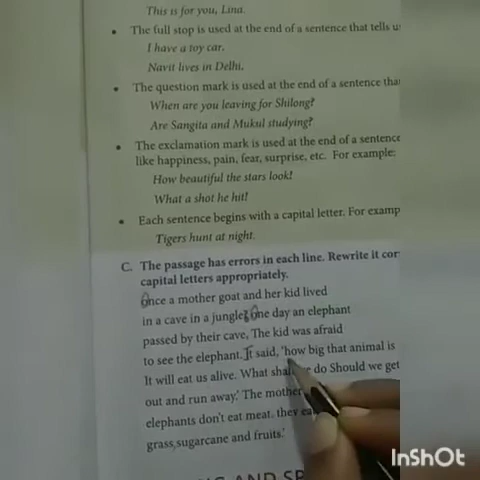 This is for you, Lina.
• The full stop is used at the end of a sentence that tells
I have a toy car.
Navit lives in Delhi.
• The question mark is used at the end of a sentence
When are you leaving for Shilong?
Are Sangita and Mukul studying?
• The exclamation mark is used at the end of a sentence
like happiness, pain, fear, surprise, etc. For example:
How beautiful the stars look!
What a shot he hit!
• Each sentence begins with a capital letter. For
Tigers hunt at night.
C. The passage has errors in each line. Rewrite it
capital letters appropriately.
Once a mother goat and her kid lived
in a cave in a jungle. One day an elephant
passed by their cave, The kid was afraid
to see the elephant. It said, 'how big that animal is
It will eat us alive. What do Should we get
out and run away.' The mother
elephants don't eat meat. they
grass, sugarcane and fruits.'
AND
InShOt